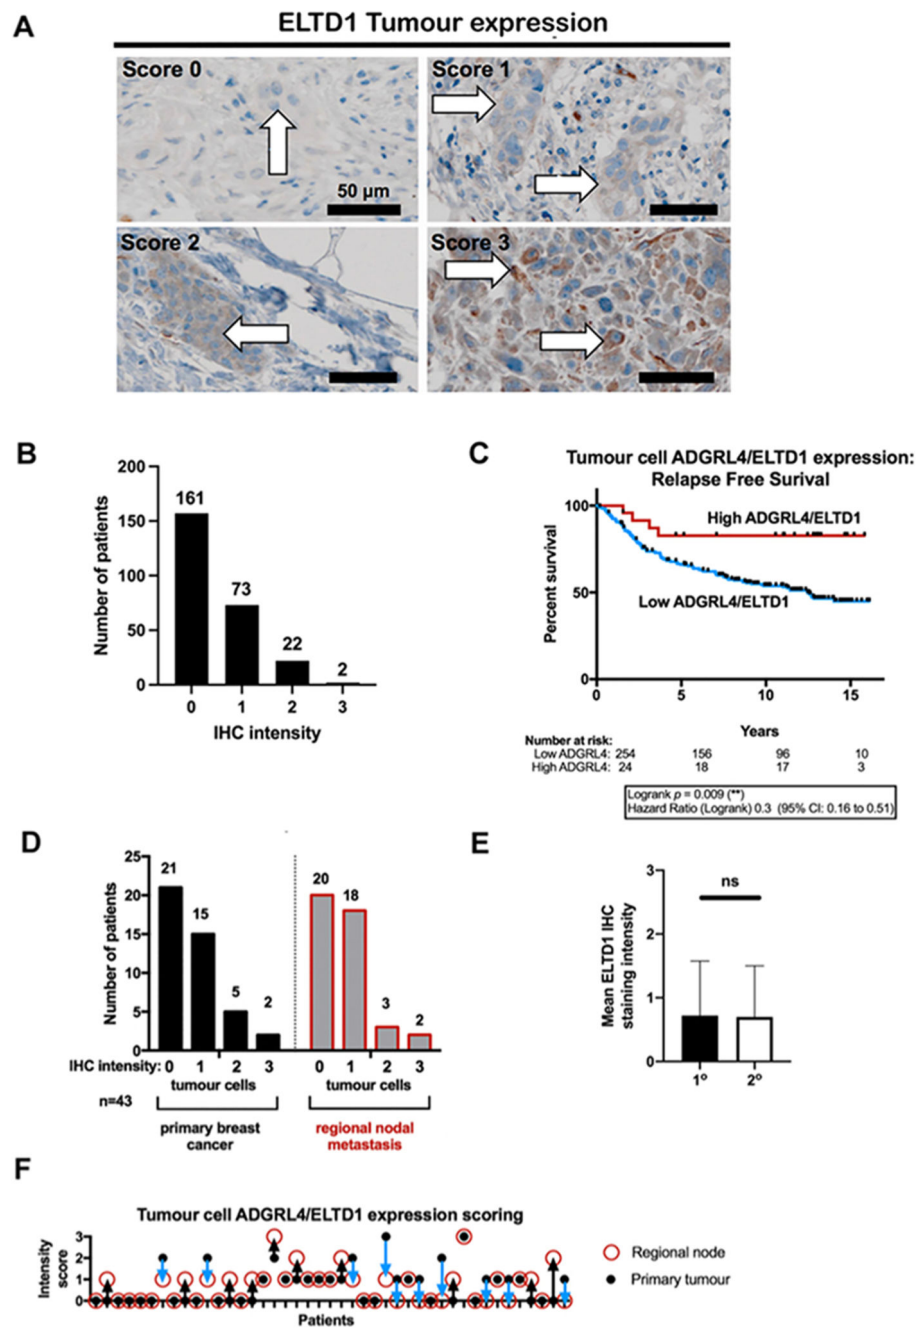 A
ELTD1 Tumour expression
Score 0
Score 1
50 µm
Score 2
Score 3
B
Number of patients
200
150
100
50
0
161
73
22
2
0 1 2 3
IHC intensity
C
Tumour cell ADGRL4/ELTD1 expression:
Relapse Free Surival
Percent survival
100
50
0
High ADGRL4/ELTD1
Low ADGRL4/ELTD1
0 5 10 15
Years
Number at risk:
Low ADGRL4: 254 156 96 10
High ADGRL4: 24 18 17 3
Logrank p = 0.009 (**)
Hazard Ratio (Logrank) 0.3 (95% CI: 0.16 to 0.51)
D
Number of patients
25
20
15
10
5
0
21
15
5
2
20
18
3
2
IHC intensity: 0 1 2 3 0 1 2 3
tumour cells tumour cells
n=43
primary breast
cancer
regional nodal
metastasis
E
Mean ELTD1 IHC
staining intensity
3
2
1
0
ns
1º 2º
F
Tumour cell ADGRL4/ELTD1 expression scoring
Intensity
score
3
2
1
0
Patients
Regional node
Primary tumour